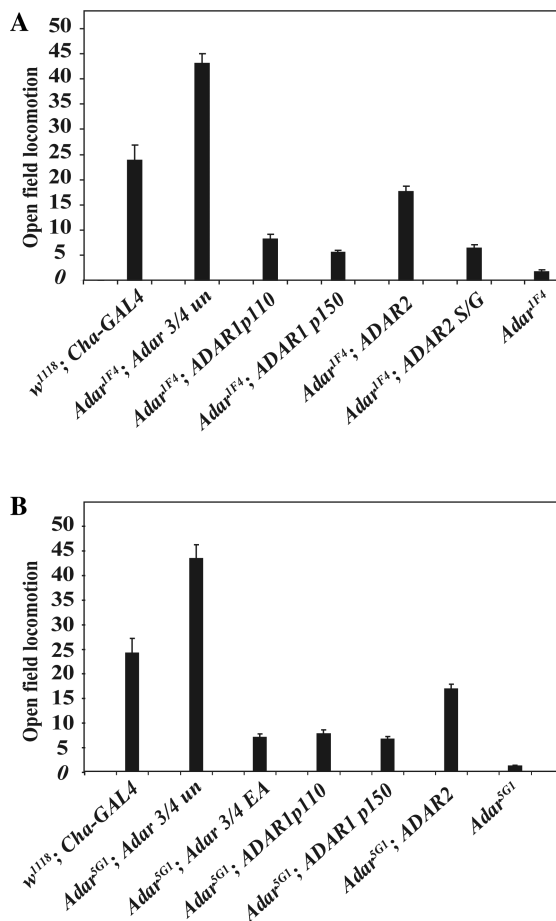 A
Open field locomotion
50
45
40
35
30
25
20
15
10
5
0
w1118; Cha-GAL4
Adar1F4; Adar 3/4 un
Adar1F4; ADAR1p110
Adar1F4; ADAR1 p150
Adar1F4; ADAR2
Adar1F4; ADAR2 S/G
Adar1F4
B
Open field locomotion
50
45
40
35
30
25
20
15
10
5
0
w1118; Cha-GAL4
Adar5G1; Adar 3/4 un
Adar5G1; Adar 3/4 EA
Adar5G1; ADAR1p110
Adar5G1; ADAR1 p150
Adar5G1; ADAR2
Adar5G1